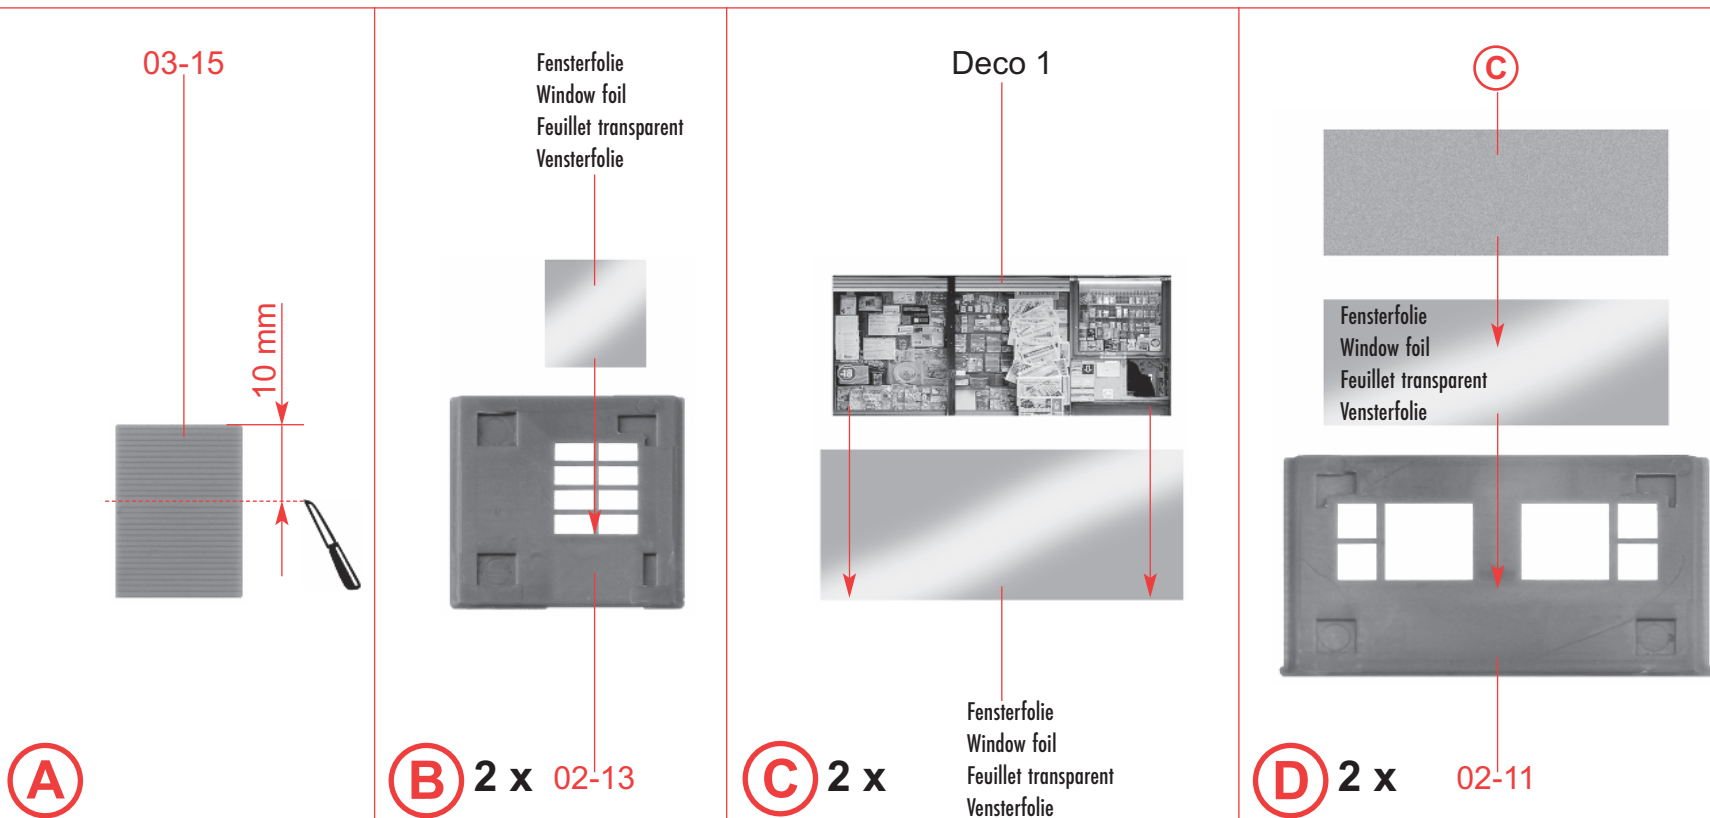 03-15
10 mm
A
Fensterfolie
Window foil
Feuillet transparent
Vensterfolie
B 2 x 02-13
Deco 1
Fensterfolie
Window foil
Feuillet transparent
Vensterfolie
C 2 x
C
Fensterfolie
Window foil
Feuillet transparent
Vensterfolie
D 2 x 02-11